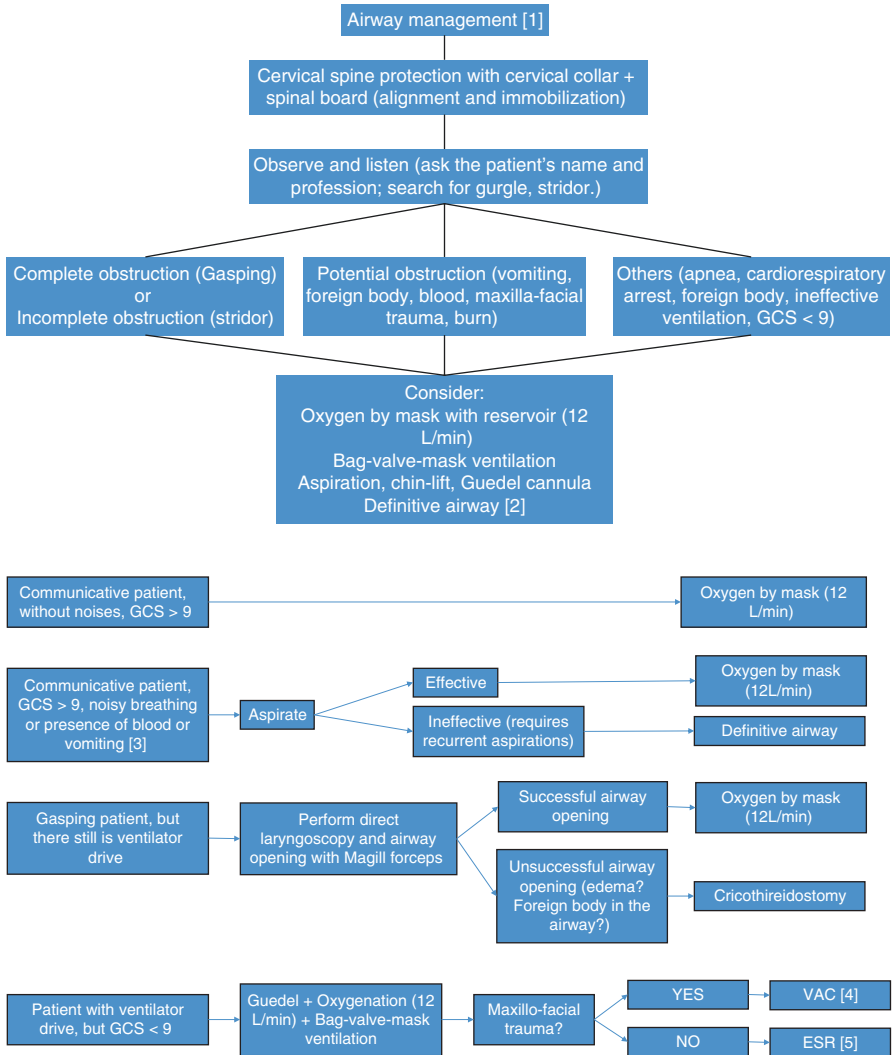 Airway management [1]
Cervical spine protection with cervical collar +
spinal board (alignment and immobilization)
Observe and listen (ask the patient's name and
profession; search for gurgle, stridor.)
Complete obstruction (Gasping)
or
Incomplete obstruction (stridor)
Potential obstruction (vomiting,
foreign body, blood, maxilla-facial
trauma, burn)
Others (apnea, cardiorespiratory
arrest, foreign body, ineffective
ventilation, GCS < 9)
Consider:
Oxygen by mask with reservoir (12
L/min)
Bag-valve-mask ventilation
Aspiration, chin-lift, Guedel cannula
Definitive airway [2]
Communicative patient,
without noises, GCS > 9
Oxygen by mask (12
L/min)
Communicative patient,
GCS > 9, noisy breathing
or presence of blood or
vomiting [3]
Aspirate
Effective
Oxygen by mask
(12L/min)
Ineffective (requires
recurrent aspirations)
Definitive airway
Gasping patient, but
there still is ventilator
drive
Perform direct
laryngoscopy and airway
opening with Magill forceps
Successful airway
opening
Oxygen by mask
(12L/min)
Unsuccessful airway
opening (edema?
Foreign body in the
airway?)
Cricothireidostomy
Patient with ventilator
drive, but GCS < 9
Guedel + Oxygenation (12
L/min) + Bag-valve-mask
ventilation
Maxillo-facial
trauma?
YES
VAC [4]
NO
ESR [5]